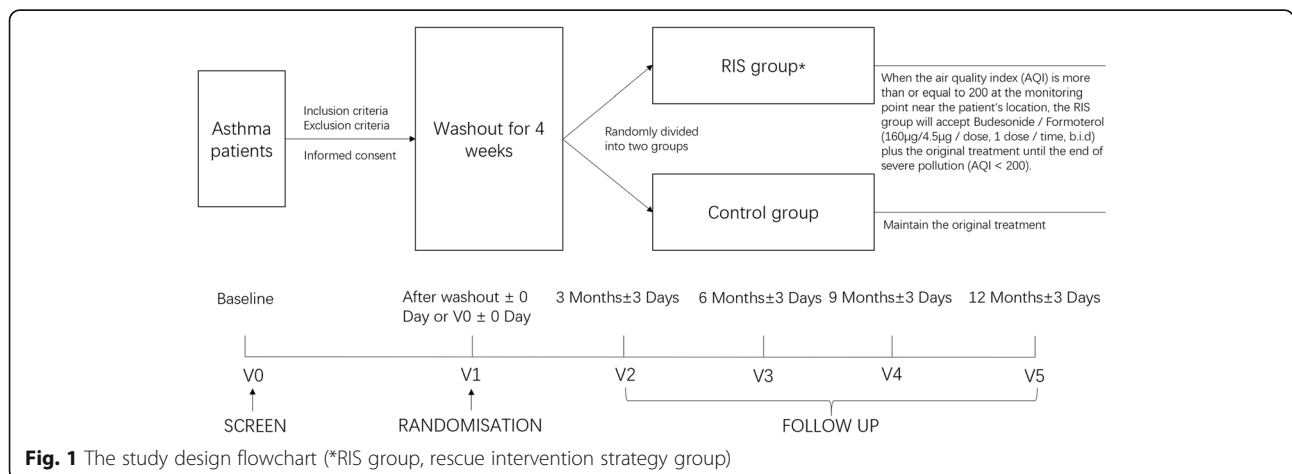 Asthma
patients
Inclusion criteria
Exclusion criteria
Informed consent
Washout for 4
weeks
Randomly divided
into two groups
RIS group*
When the air quality index (AQI) is more
than or equal to 200 at the monitoring
point near the patient's location, the RIS
group will accept Budesonide / Formoterol
(160μg/4.5μg / dose, 1 dose / time, b.i.d)
plus the original treatment until the end of
severe pollution (AQI < 200).
Control group
Maintain the original treatment
Baseline
After washout ± 0
Day or V0 ± 0 Day
3 Months±3 Days
6 Months±3 Days
9 Months±3 Days
12 Months±3 Days
V0
V1
V2
V3
V4
V5
SCREEN
RANDOMISATION
FOLLOW UP
Fig. 1 The study design flowchart (*RIS group, rescue intervention strategy group)